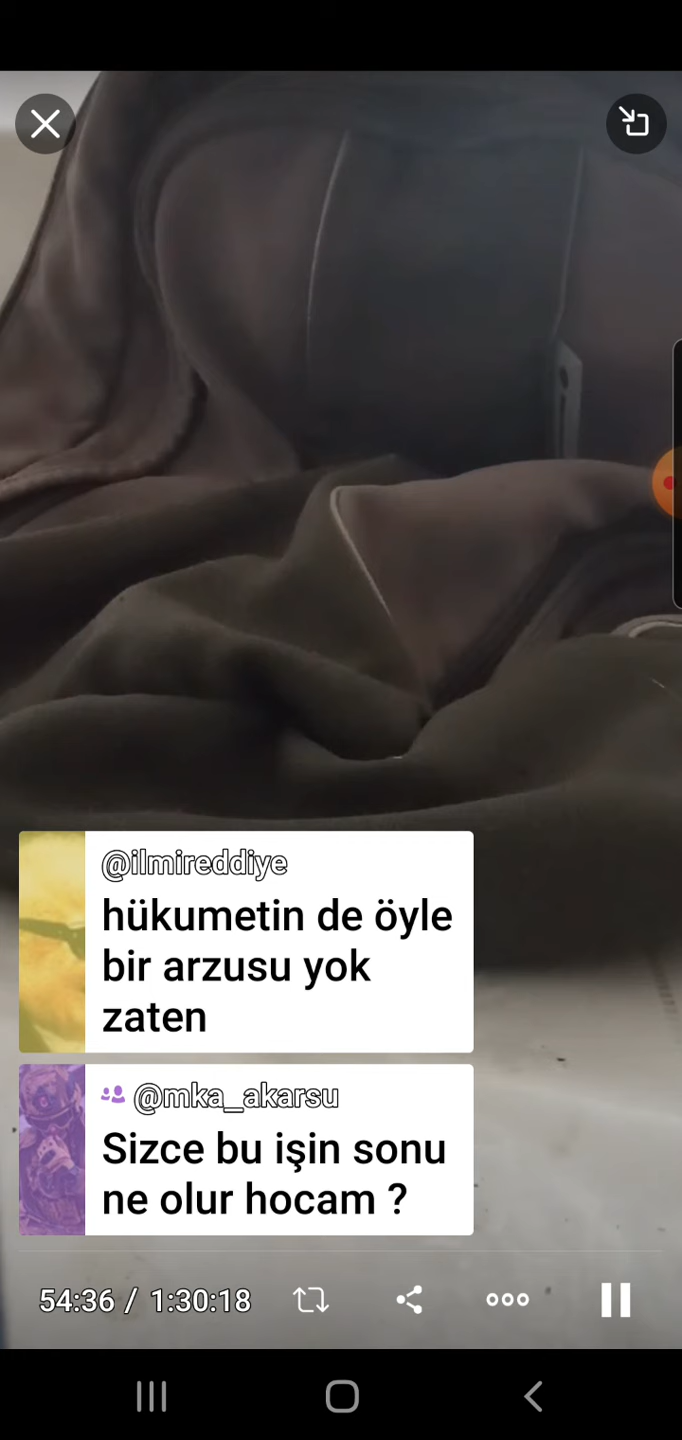 @ilmireddiye
hükumetin de öyle
bir arzusu yok
zaten
@mka_akarsu
Sizce bu işin sonu
ne olur hocam ?
54:36 / 1:30:18